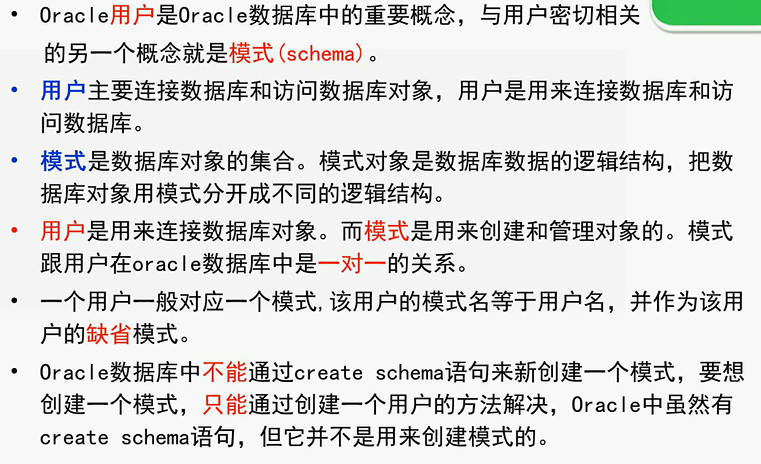 • Oracle用户是Oracle数据库中的重要概念，与用户密切相关
的另一个概念就是模式(schema)。
• 用户主要连接数据库和访问数据库对象，用户是用来连接数据库和访
问数据库。
• 模式是数据库对象的集合。模式对象是数据库数据的逻辑结构，把数
据库对象用模式分开成不同的逻辑结构。
• 用户是用来连接数据库对象。而模式是用来创建和管理对象的。模式
跟用户在oracle数据库中是一对一的关系。
• 一个用户一般对应一个模式,该用户的模式名等于用户名，并作为该用
户的缺省模式。
• Oracle数据库中不能通过create schema语句来新创建一个模式，要想
创建一个模式，只能通过创建一个用户的方法解决，Oracle中虽然有
create schema语句，但它并不是用来创建模式的。